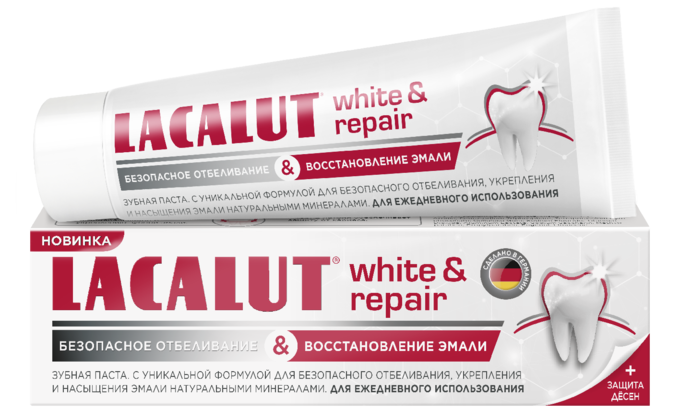 LACALUT white &
repair
БЕЗОПАСНОЕ ОТБЕЛИВАНИЕ & ВОССТАНОВЛЕНИЕ ЭМАЛИ
ЗУБНАЯ ПАСТА. С УНИКАЛЬНОЙ ФОРМУЛОЙ ДЛЯ БЕЗОПАСНОГО ОТБЕЛИВАНИЯ, УКРЕПЛЕНИЯ
И НАСЫЩЕНИЯ ЭМАЛИ НАТУРАЛЬНЫМИ МИНЕРАЛАМИ. ДЛЯ ЕЖЕДНЕВНОГО ИСПОЛЬЗОВАНИЯ
НОВИНКА
LACALUT® white &
repair
СДЕЛАНО В ГЕРМАНИИ
БЕЗОПАСНОЕ ОТБЕЛИВАНИЕ & ВОССТАНОВЛЕНИЕ ЭМАЛИ
ЗУБНАЯ ПАСТА. С УНИКАЛЬНОЙ ФОРМУЛОЙ ДЛЯ БЕЗОПАСНОГО ОТБЕЛИВАНИЯ, УКРЕПЛЕНИЯ
И НАСЫЩЕНИЯ ЭМАЛИ НАТУРАЛЬНЫМИ МИНЕРАЛАМИ. ДЛЯ ЕЖЕДНЕВНОГО ИСПОЛЬЗОВАНИЯ
+
ЗАЩИТА
ДЁСЕН